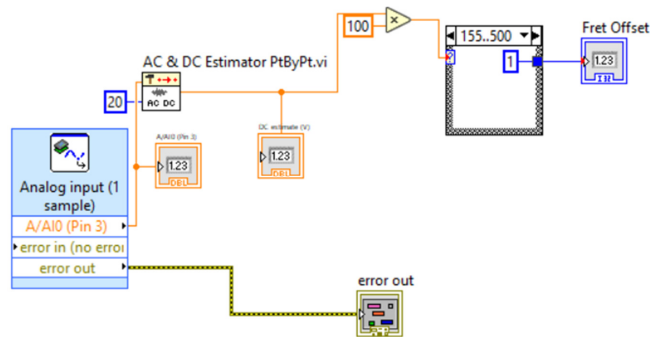 100
155..500
Fret Offset
1
1.23
AC & DC Estimator PtByPt.vi
20
AC DC
A/AI0 (Pin 3)
1.23
DBL
DC estimate (V)
1.23
DBL
Analog input (1
sample)
A/AI0 (Pin 3)
error in (no error
error out
error out